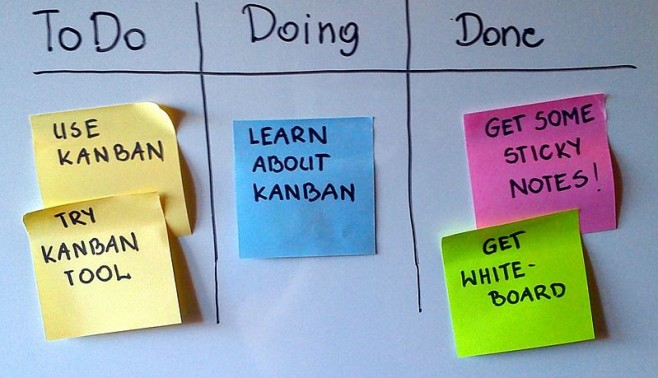 To Do
Doing
Done
USE
KANBAN
TRY
KANBAN
TOOL
LEARN
ABOUT
KANBAN
GET SOME
STICKY
NOTES!
GET
WHITE-
BOARD